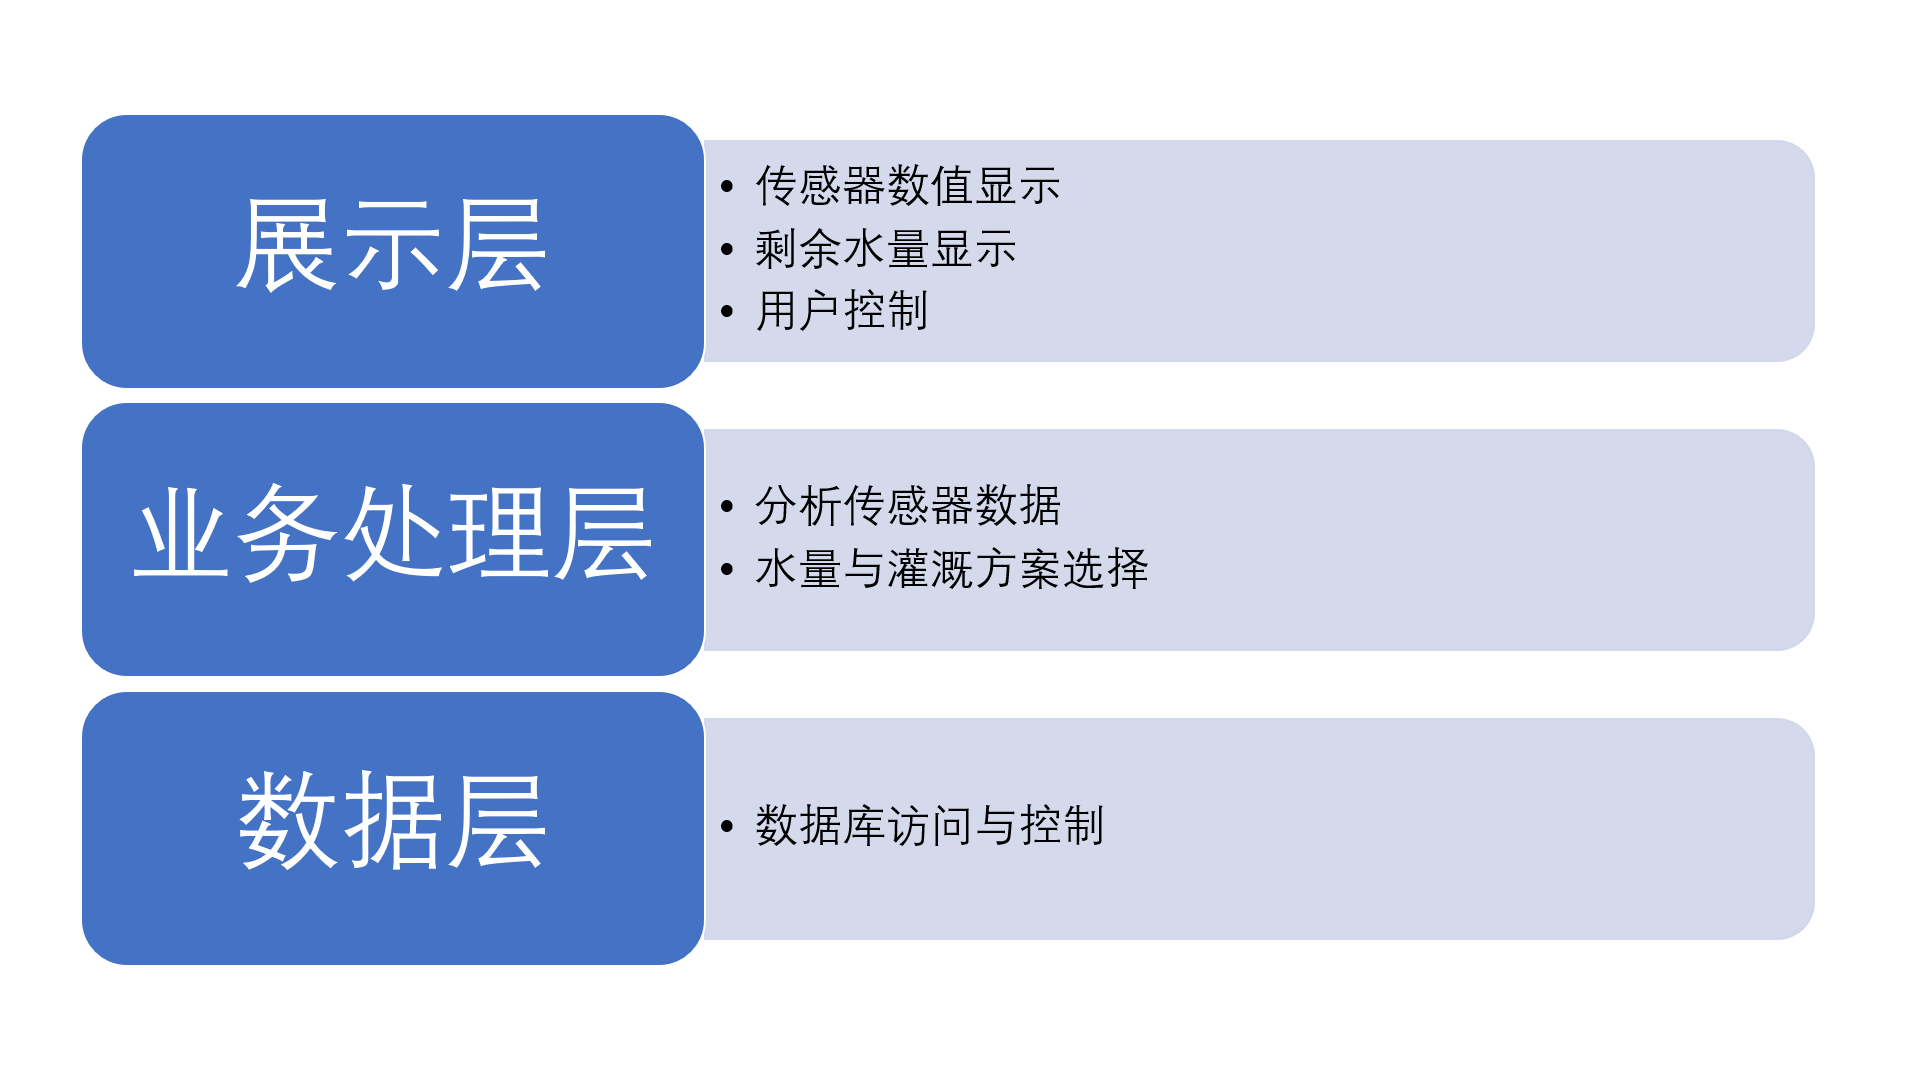 展示层
• 传感器数值显示
• 剩余水量显示
• 用户控制
业务处理层
• 分析传感器数据
• 水量与灌溉方案选择
数据层
• 数据库访问与控制